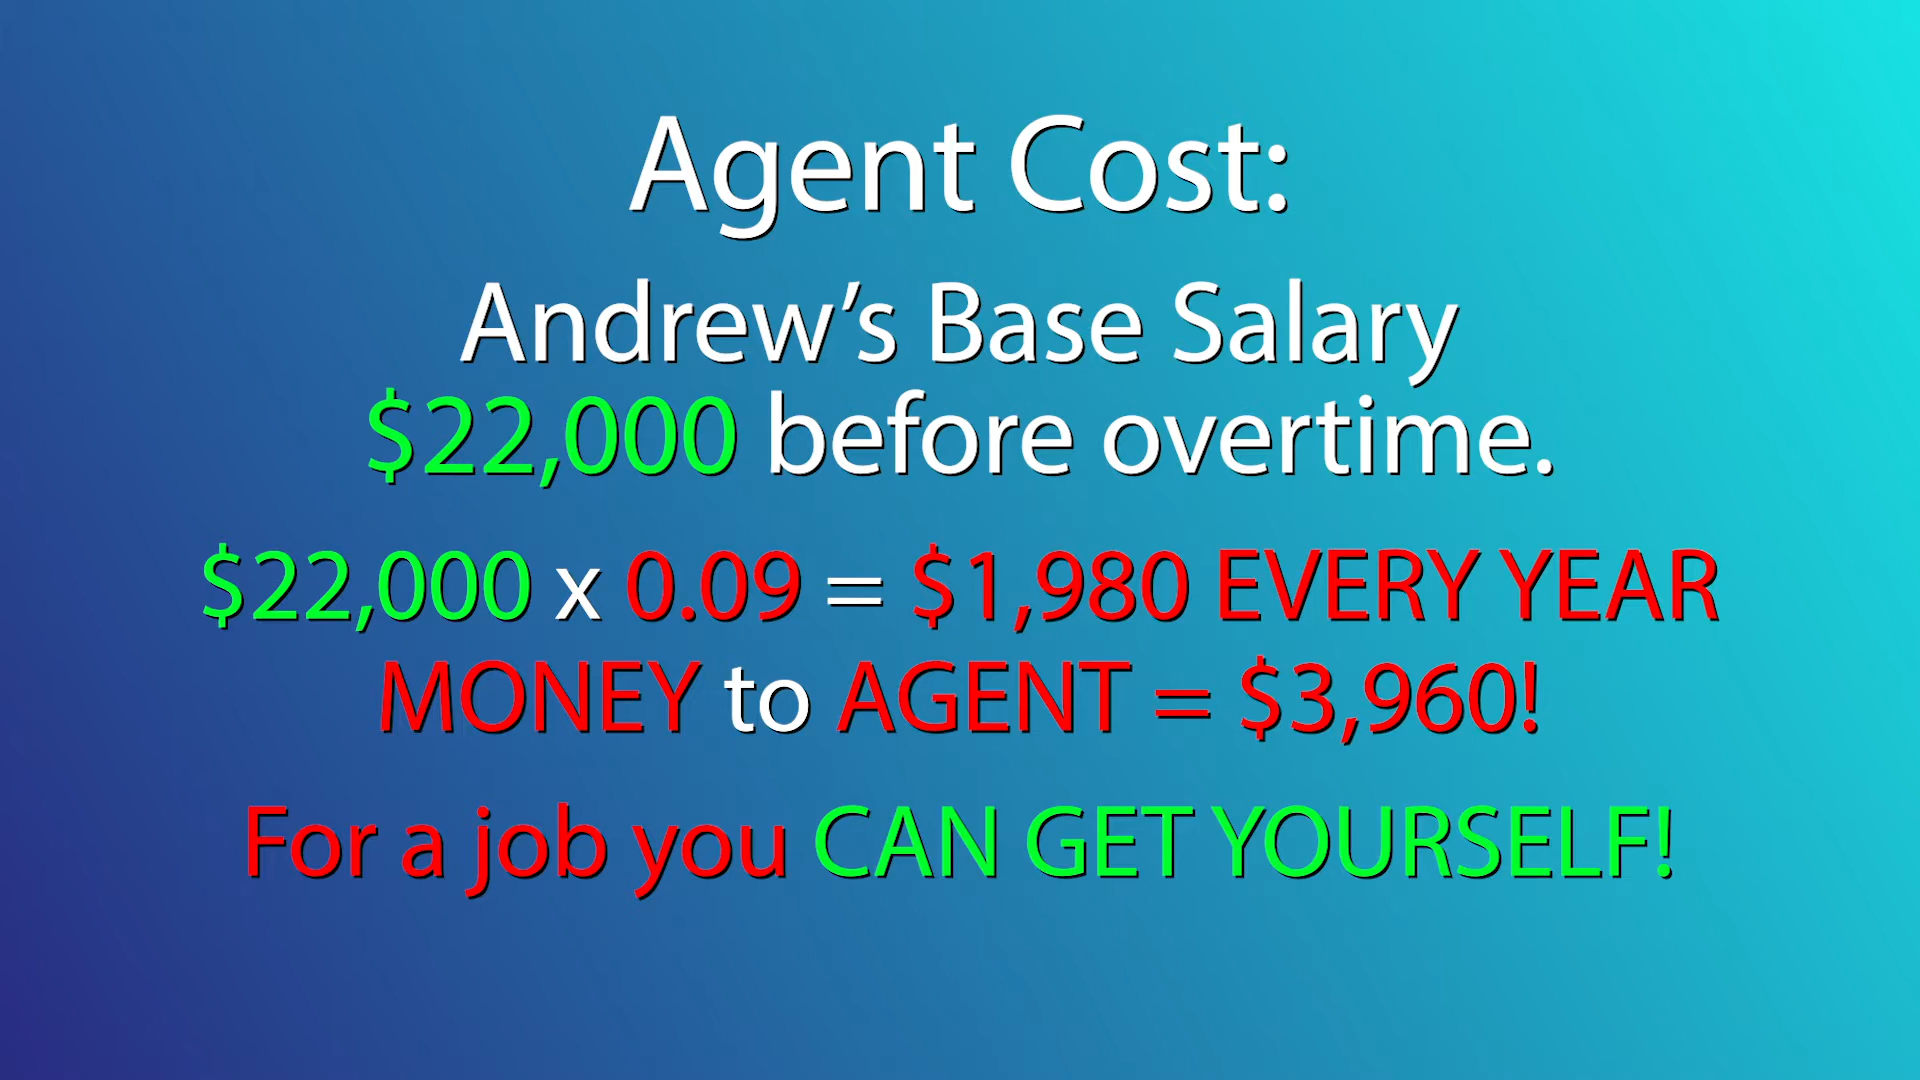 Agent Cost:
Andrew’s Base Salary
$22,000 before overtime.
$22,000 x 0.09 = $1,980 EVERY YEAR
MONEY to AGENT = $3,960!
For a job you CAN GET YOURSELF!